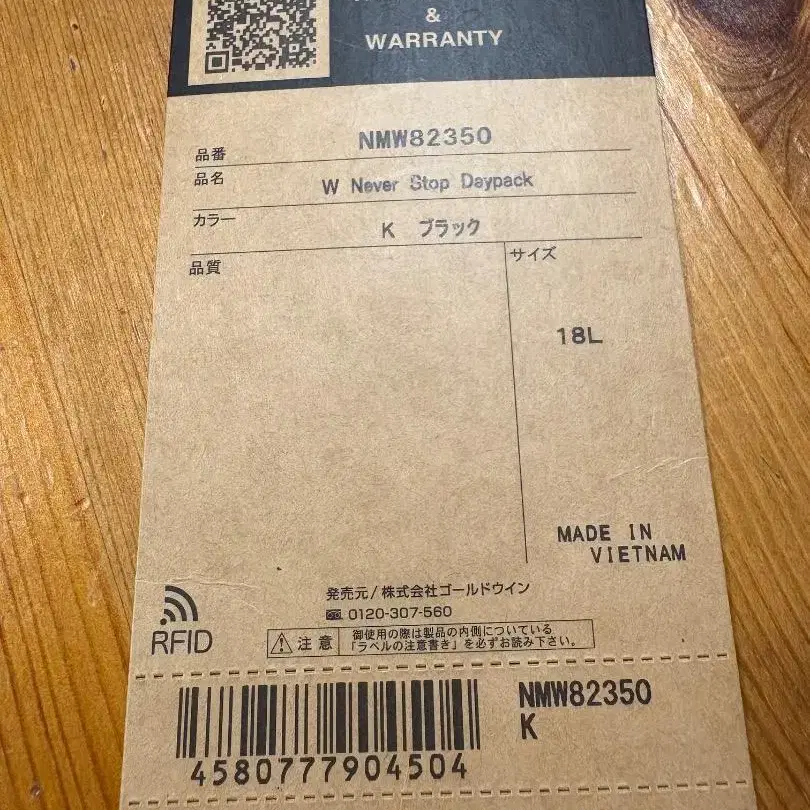 &
WARRANTY
品番 NMW82350
品名 W Never Stop Daypack
カラー K ブラック
品質 サイズ
18L
MADE IN
VIETNAM
発売元/株式会社ゴールドウイン
☎ 0120-307-560
RFID
注意 御使用の際は製品の内側についている
「ラベルの注意書き」を必ずお読み下さい。
NMW82350
K
4580777904504